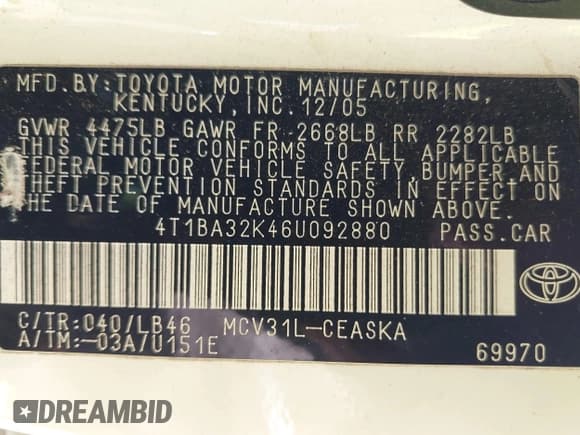 MFD. BY: TOYOTA MOTOR MANUFACTURING,
KENTUCKY, INC. 12/05
GVWR 4475LB GAWR FR 2668LB RR 2282LB
THIS VEHICLE CONFORMS TO ALL APPLICABLE
FEDERAL MOTOR VEHICLE SAFETY, BUMPER, AND
THEFT PREVENTION STANDARDS IN EFFECT ON
THE DATE OF MANUFACTURE SHOWN ABOVE.
4T1BA32K46U092880 PASS. CAR
C/TR: 040/LB46 MCV31L-CEASKA
A/TM: -03A/U151E 69970
TOYOTA
DREAMBID